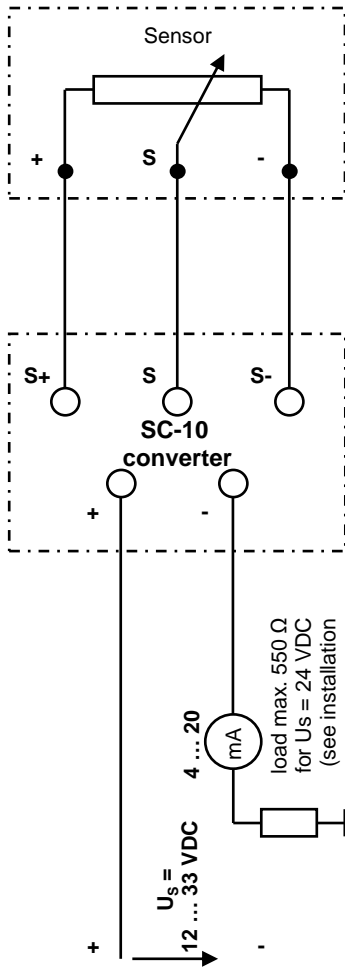 Sensor
+ S -
S+ S S-
SC-10
converter
+ -
4 ... 20
mA
load max. 550 Ω
for Us = 24 VDC
(see installation
U_S =
12 ... 33 VDC
+ -